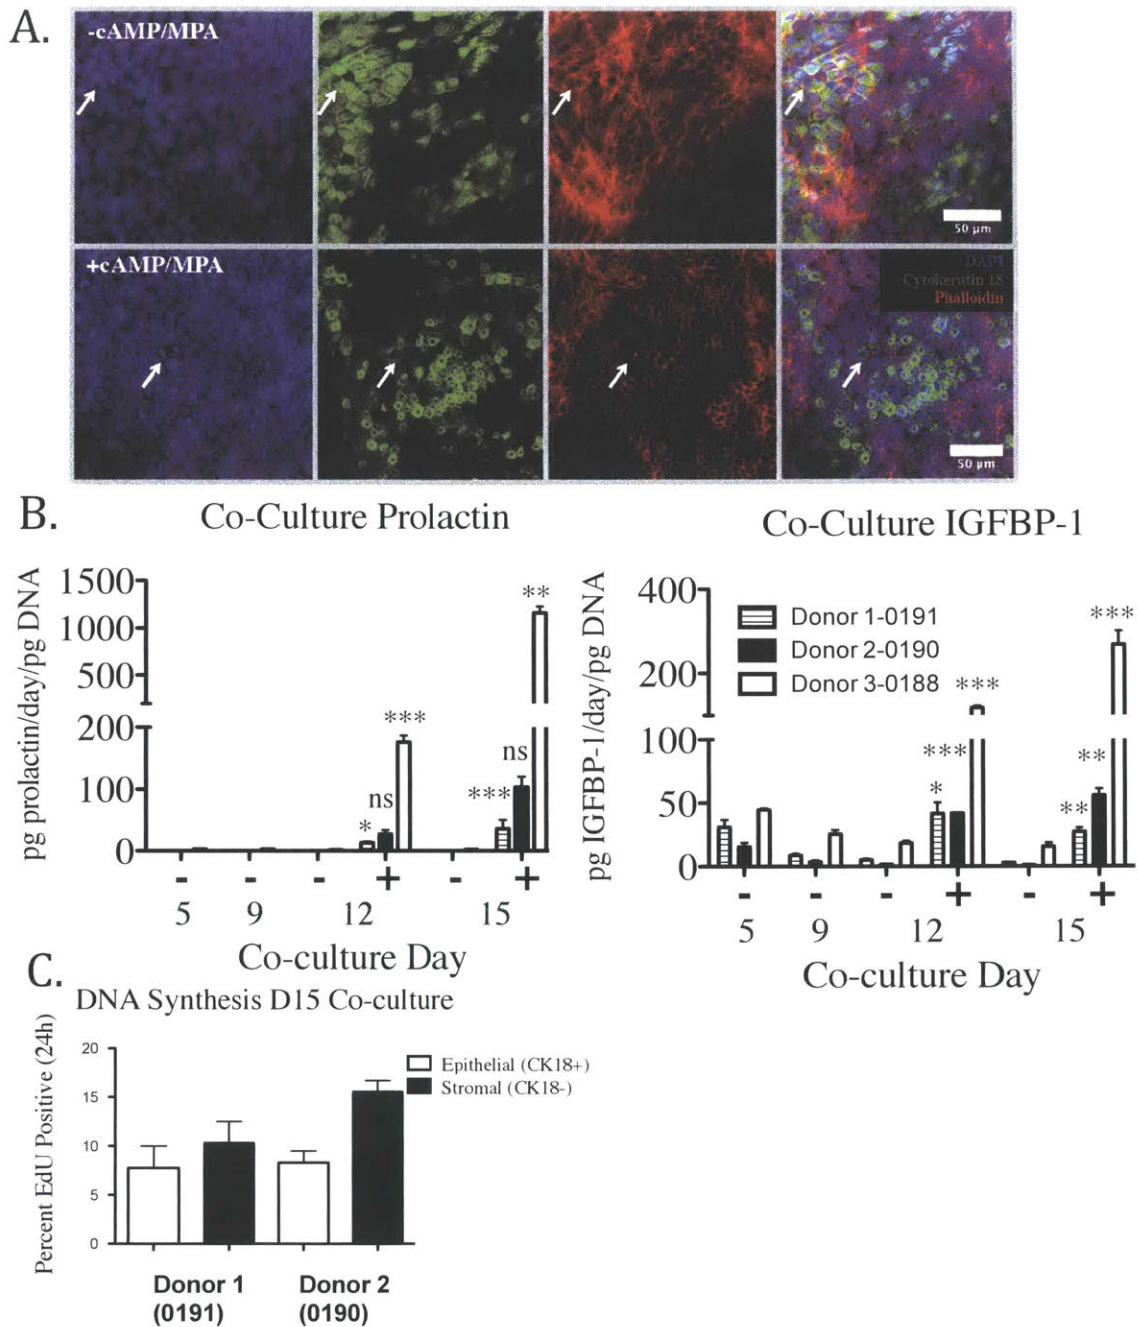 A.
-cAMP/MPA
50 µm
+cAMP/MPA
DAPI
Cytokeratin 18
Phalloidin
50 µm
B.
Co-Culture Prolactin
pg prolactin/day/pg DNA
1500
1000
500
200
100
0
*
ns
***
***
ns
**
- - - + - +
5 9 12 15
Co-culture Day
Co-Culture IGFBP-1
pg IGFBP-1/day/pg DNA
400
200
100
50
0
Donor 1-0191
Donor 2-0190
Donor 3-0188
*
***
***
**
**
***
- - - + - +
5 9 12 15
Co-culture Day
C.
DNA Synthesis D15 Co-culture
Percent EdU Positive (24h)
20
15
10
5
0
Epithelial (CK18+)
Stromal (CK18-)
Donor 1
(0191)
Donor 2
(0190)